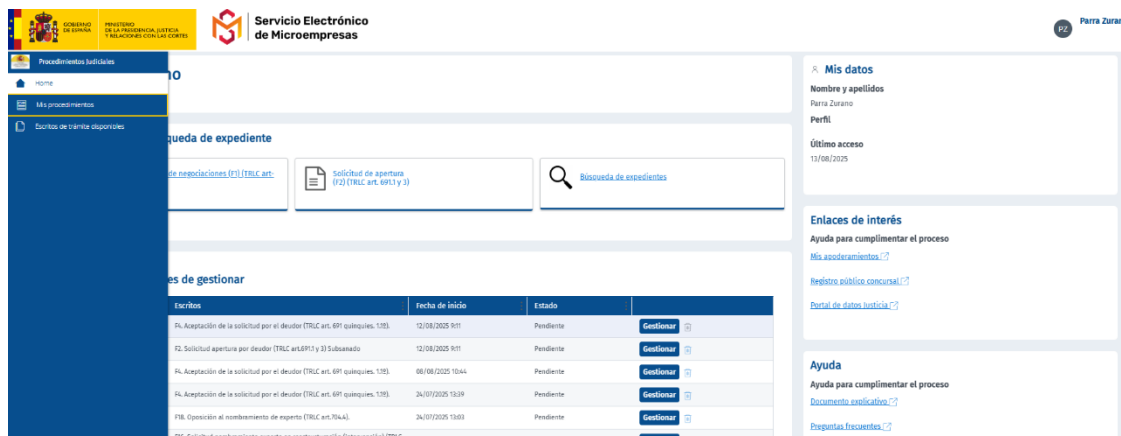 GOBIERNO
DE ESPAÑA
MINISTERIO
DE LA PRESIDENCIA, JUSTICIA
Y RELACIONES CON LAS CORTES
Servicio Electrónico
de Microempresas
PZ
Parra Zuran
Procedimientos Judiciales
Home
Mis procedimientos
Escritos de trámite disponibles
no
queda de expediente
de negociaciones (F1) (TRLC art-
Solicitud de apertura
(F2) (TRLC art. 691.1 y 3)
Búsqueda de expedientes
es de gestionar
Escritos Fecha de inicio Estado
F4. Aceptación de la solicitud por el deudor (TRLC art. 691 quinquies. 1.1º). 12/08/2025 9:11 Pendiente Gestionar
F2. Solicitud apertura por deudor (TRLC art.691.1 y 3) Subsanado 12/08/2025 9:11 Pendiente Gestionar
F4. Aceptación de la solicitud por el deudor (TRLC art. 691 quinquies. 1.1º). 08/08/2025 10:44 Pendiente Gestionar
F4. Aceptación de la solicitud por el deudor (TRLC art. 691 quinquies. 1.1º). 24/07/2025 13:39 Pendiente Gestionar
F18. Oposición al nombramiento de experto (TRLC art.704.4). 24/07/2025 13:03 Pendiente Gestionar
Mis datos
Nombre y apellidos
Parra Zurano
Perfil
Último acceso
13/08/2025
Enlaces de interés
Ayuda para cumplimentar el proceso
Mis apoderamientos
Registro público concursal
Portal de datos Justicia
Ayuda
Ayuda para cumplimentar el proceso
Documento explicativo
Preguntas frecuentes